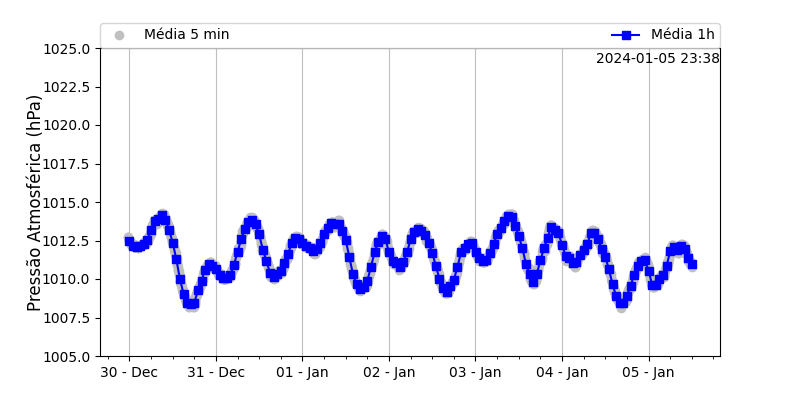 Média 5 min
Média 1h
2024-01-05 23:38
Pressão Atmosférica (hPa)
1025.0
1022.5
1020.0
1017.5
1015.0
1012.5
1010.0
1007.5
1005.0
30 - Dec
31 - Dec
01 - Jan
02 - Jan
03 - Jan
04 - Jan
05 - Jan